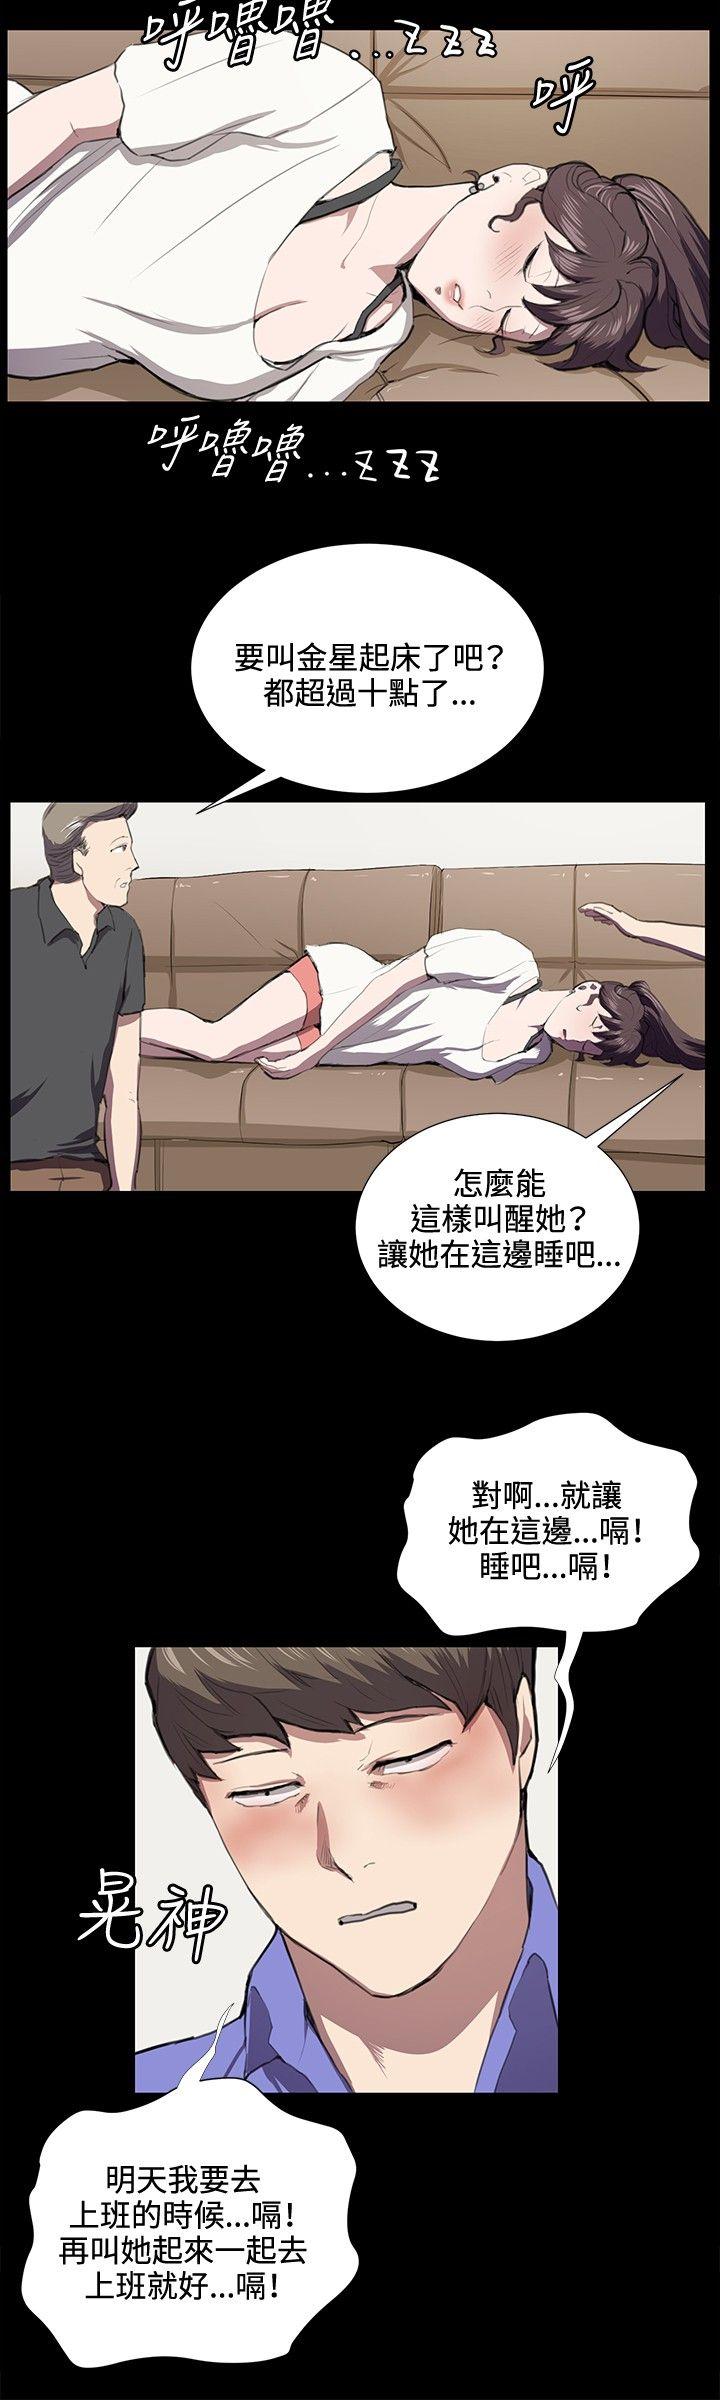 呼嚕嚕...zzz
呼
呼嚕嚕...zzz
要叫金星起床了吧？
都超過十點了...
怎麼能
這樣叫醒她？
讓她在這邊睡吧...
對啊...就讓
她在這邊...嗝！
睡吧...嗝！
晃神
明天我要去
上班的時候...嗝！
再叫她起來一起去
上班就好...嗝！